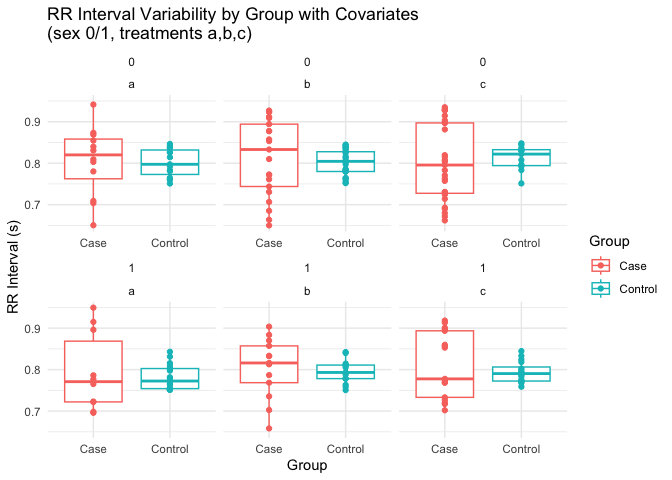 RR Interval Variability by Group with Covariates
(sex 0/1, treatments a,b,c)
0 0 0
a b c
0.9
0.8
0.7
Case Control Case Control Case Control
1 1 1
a b c
0.9
0.8
0.7
Case Control Case Control Case Control
RR Interval (s)
Group
Group
Case
Control